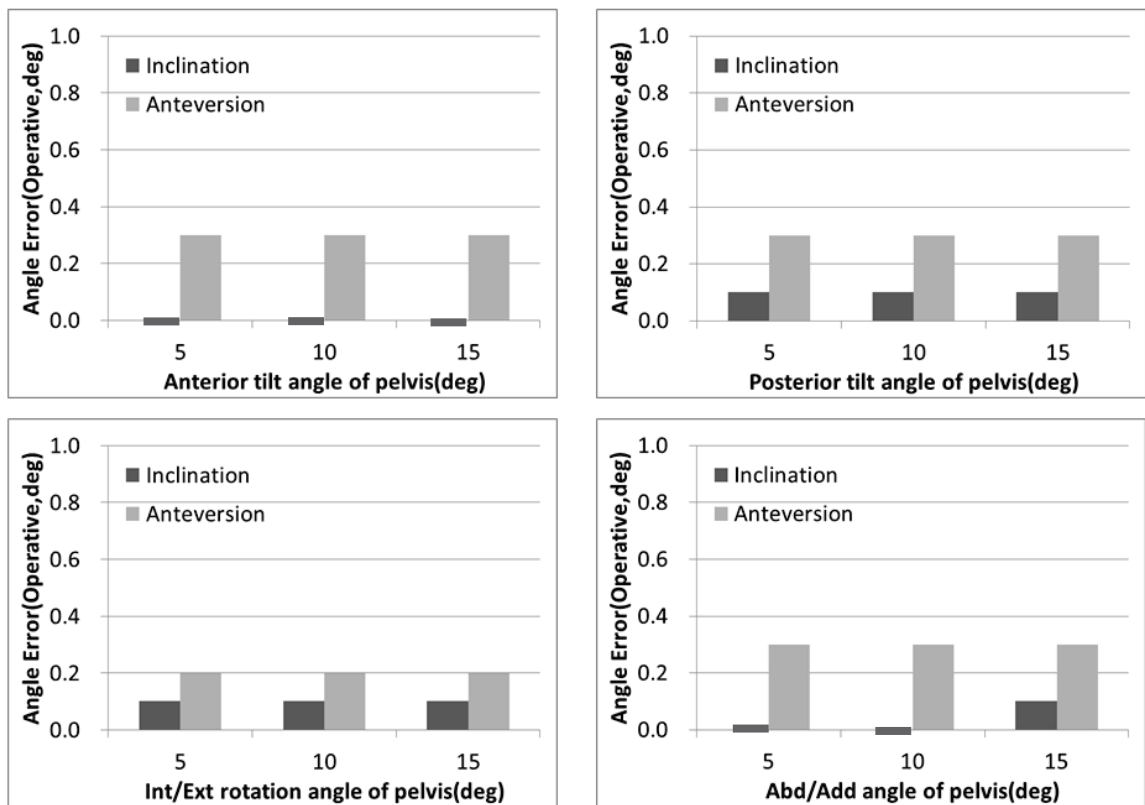 Angle Error(Operative,deg)
1.0
0.8
0.6
0.4
0.2
0.0
Inclination
Anteversion
5 10 15
Anterior tilt angle of pelvis(deg)
Angle Error(Operative,deg)
1.0
0.8
0.6
0.4
0.2
0.0
Inclination
Anteversion
5 10 15
Posterior tilt angle of pelvis(deg)
Angle Error(Operative,deg)
1.0
0.8
0.6
0.4
0.2
0.0
Inclination
Anteversion
5 10 15
Int/Ext rotation angle of pelvis(deg)
Angle Error(Operative,deg)
1.0
0.8
0.6
0.4
0.2
0.0
Inclination
Anteversion
5 10 15
Abd/Add angle of pelvis(deg)